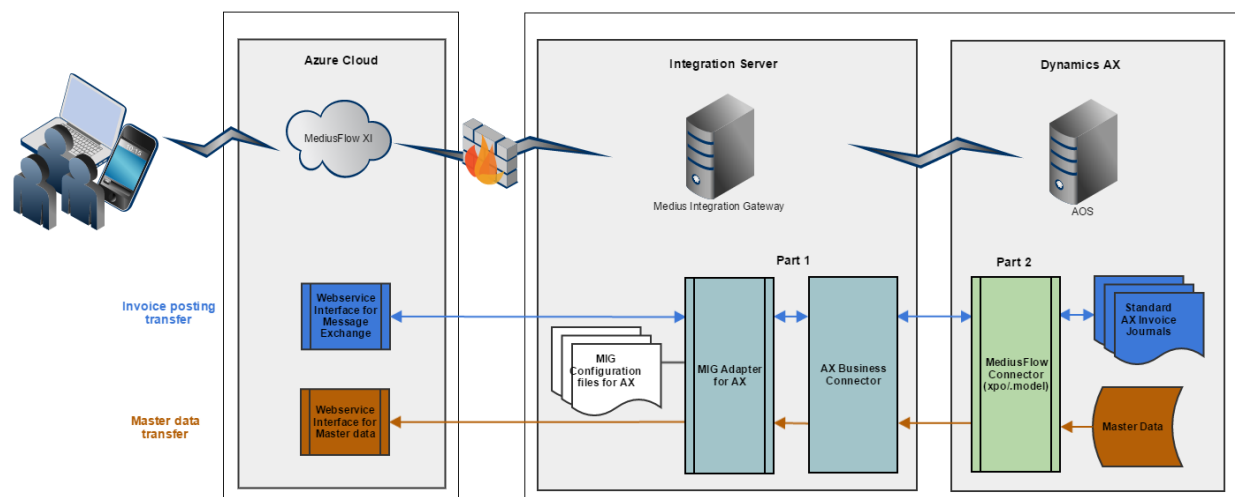 Azure Cloud
Integration Server
Dynamics AX
MediusFlow XI
Medius Integration Gateway
AOS
Part 1
Part 2
Invoice posting
transfer
Webservice
Interface for
Message
Exchange
MIG
Configuration
files for AX
MIG Adapter
for AX
AX Business
Connector
MediusFlow
Connector
(xpo/.model)
Standard
AX Invoice
Journals
Master data
transfer
Webservice
Interface for
Master data
Master Data